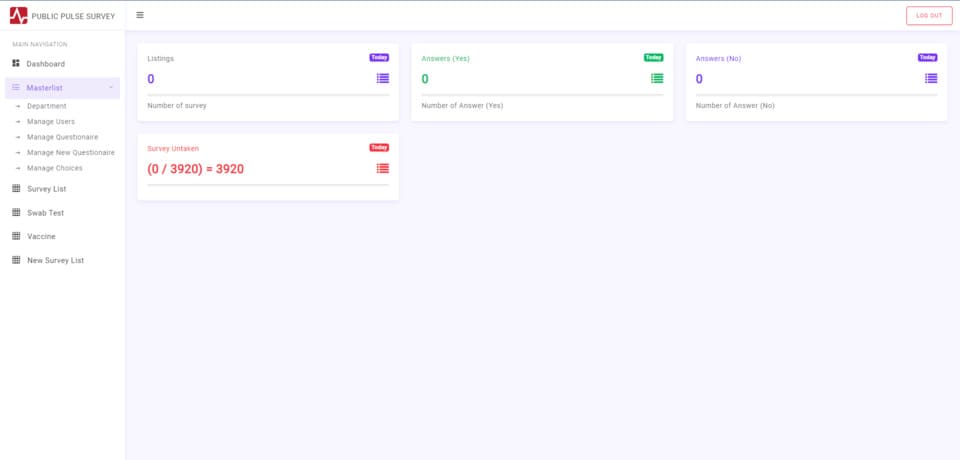 PUBLIC PULSE SURVEY
LOG OUT
MAIN NAVIGATION
Dashboard
Masterlist
Department
Manage Users
Manage Questionaire
Manage New Questionaire
Manage Choices
Survey List
Swab Test
Vaccine
New Survey List
Listings
Today
0
Number of survey
Answers (Yes)
Today
0
Number of Answer (Yes)
Answers (No)
Today
0
Number of Answer (No)
Survey Untaken
Today
(0 / 3920) = 3920